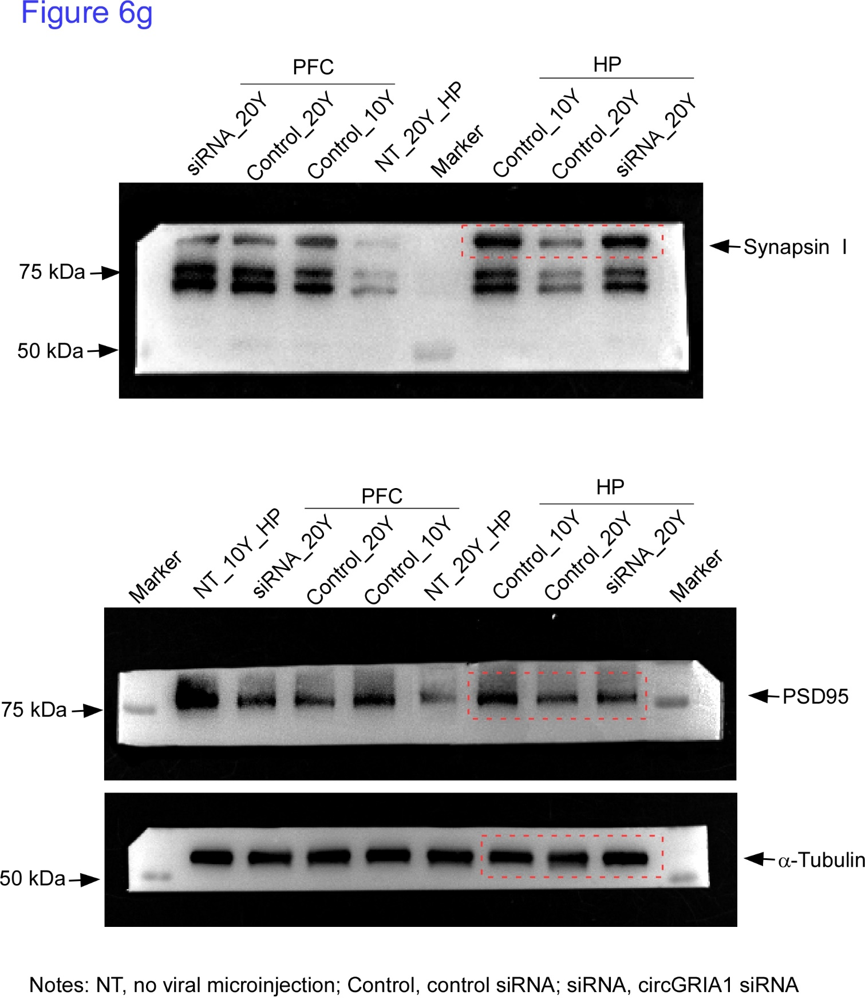 Figure 6g
PFC
HP
siRNA_20Y
Control_20Y
Control_10Y
NT_20Y_HP
Marker
Control_10Y
Control_20Y
siRNA_20Y
Synapsin I
75 kDa
50 kDa
PFC
HP
Marker
NT_10Y_HP
siRNA_20Y
Control_20Y
Control_10Y
NT_20Y_HP
Control_10Y
Control_20Y
siRNA_20Y
Marker
75 kDa
PSD95
50 kDa
α-Tubulin
Notes: NT, no viral microinjection; Control, control siRNA; siRNA, circGRIA1 siRNA